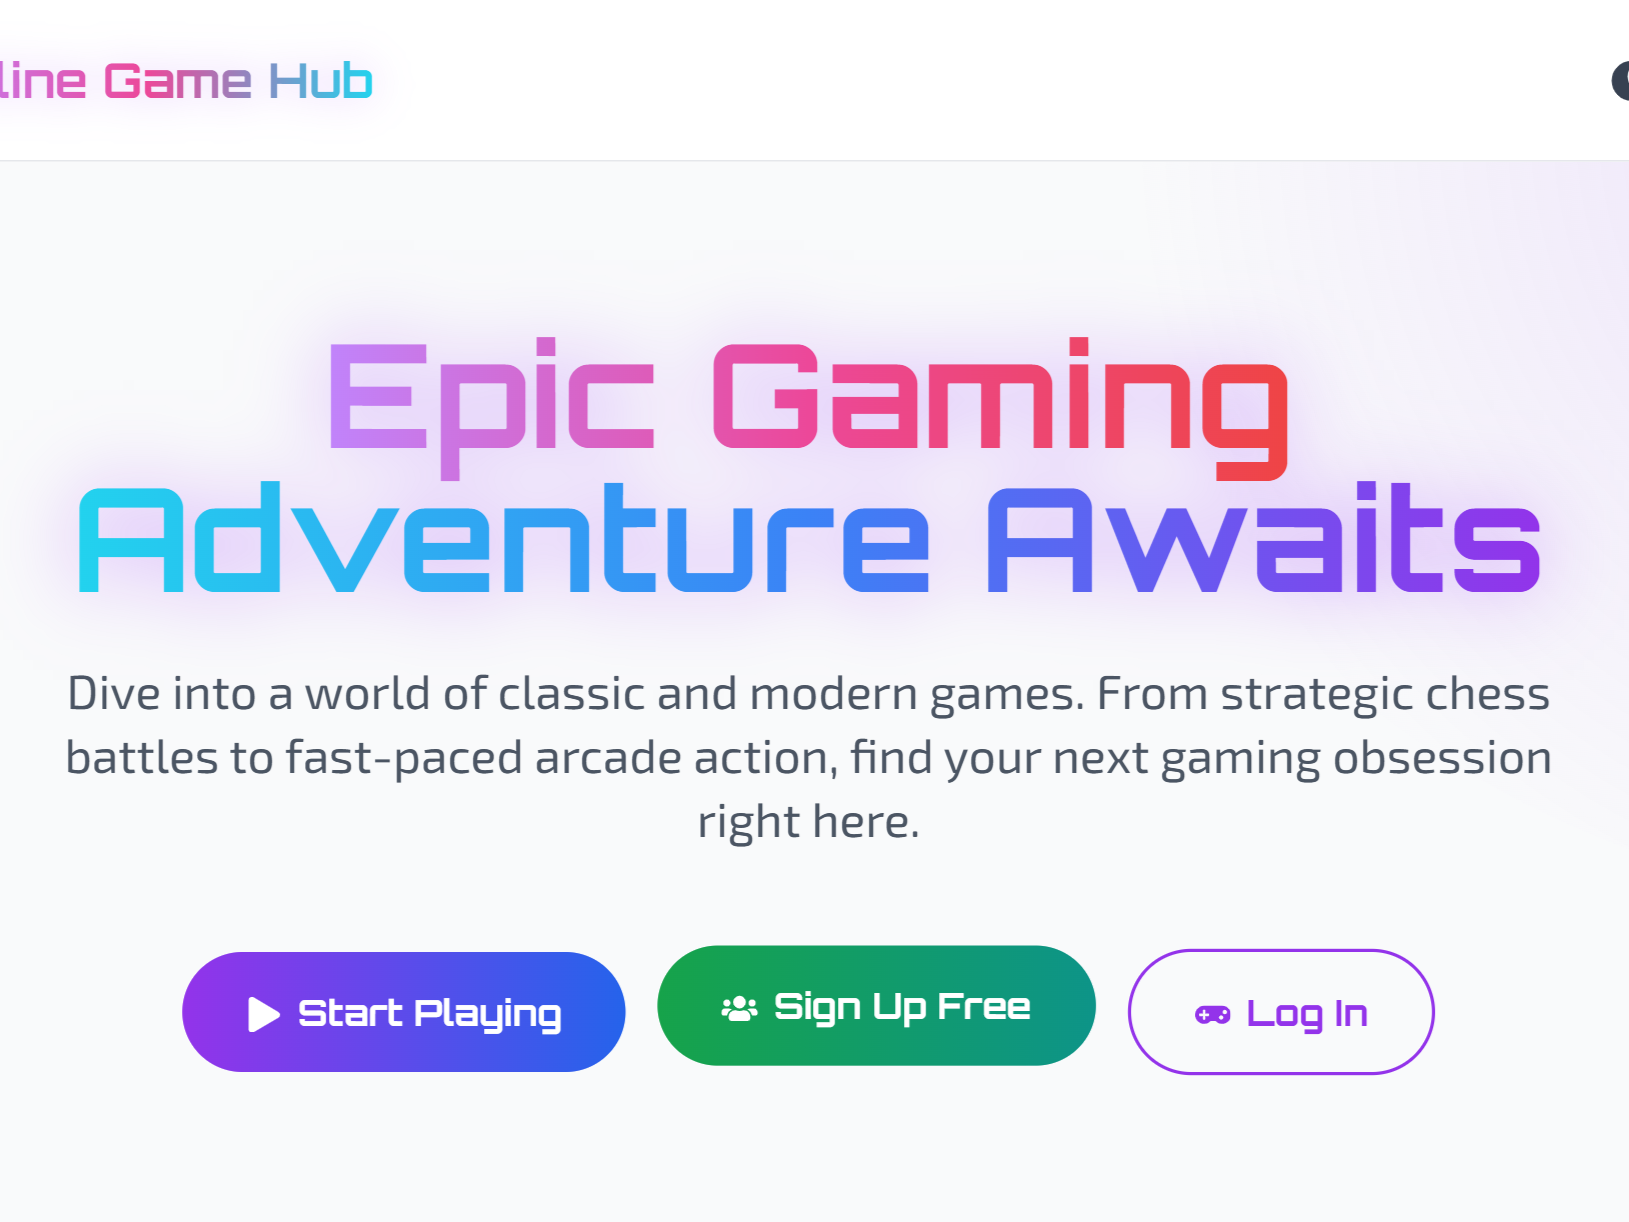 line Game Hub
Epic Gaming
Adventure Awaits
Dive into a world of classic and modern games. From strategic chess
battles to fast-paced arcade action, find your next gaming obsession
right here.
Start Playing
Sign Up Free
Log In